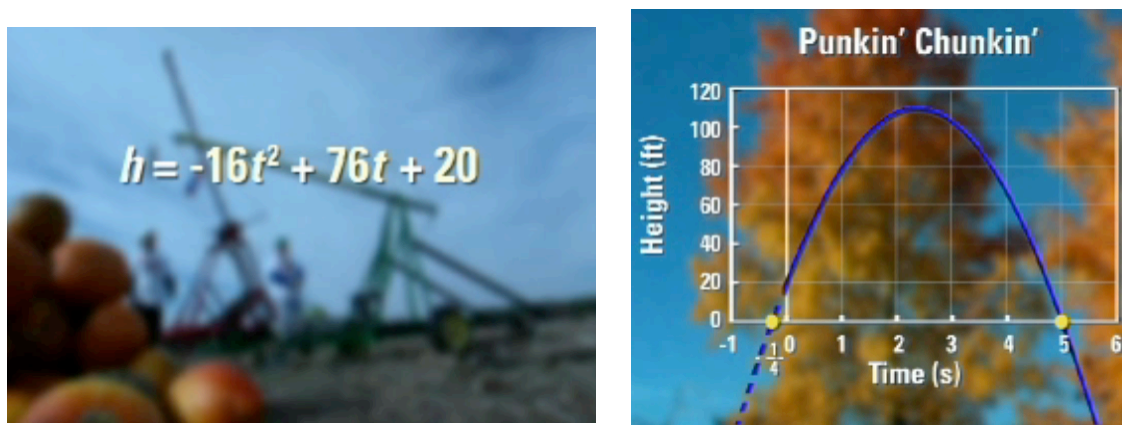 h = -16t² + 76t + 20
Punkin' Chunkin'
Height (ft)
120
100
80
60
40
20
0
-1 0 1 2 3 4 5 6
-1/4
Time (s)